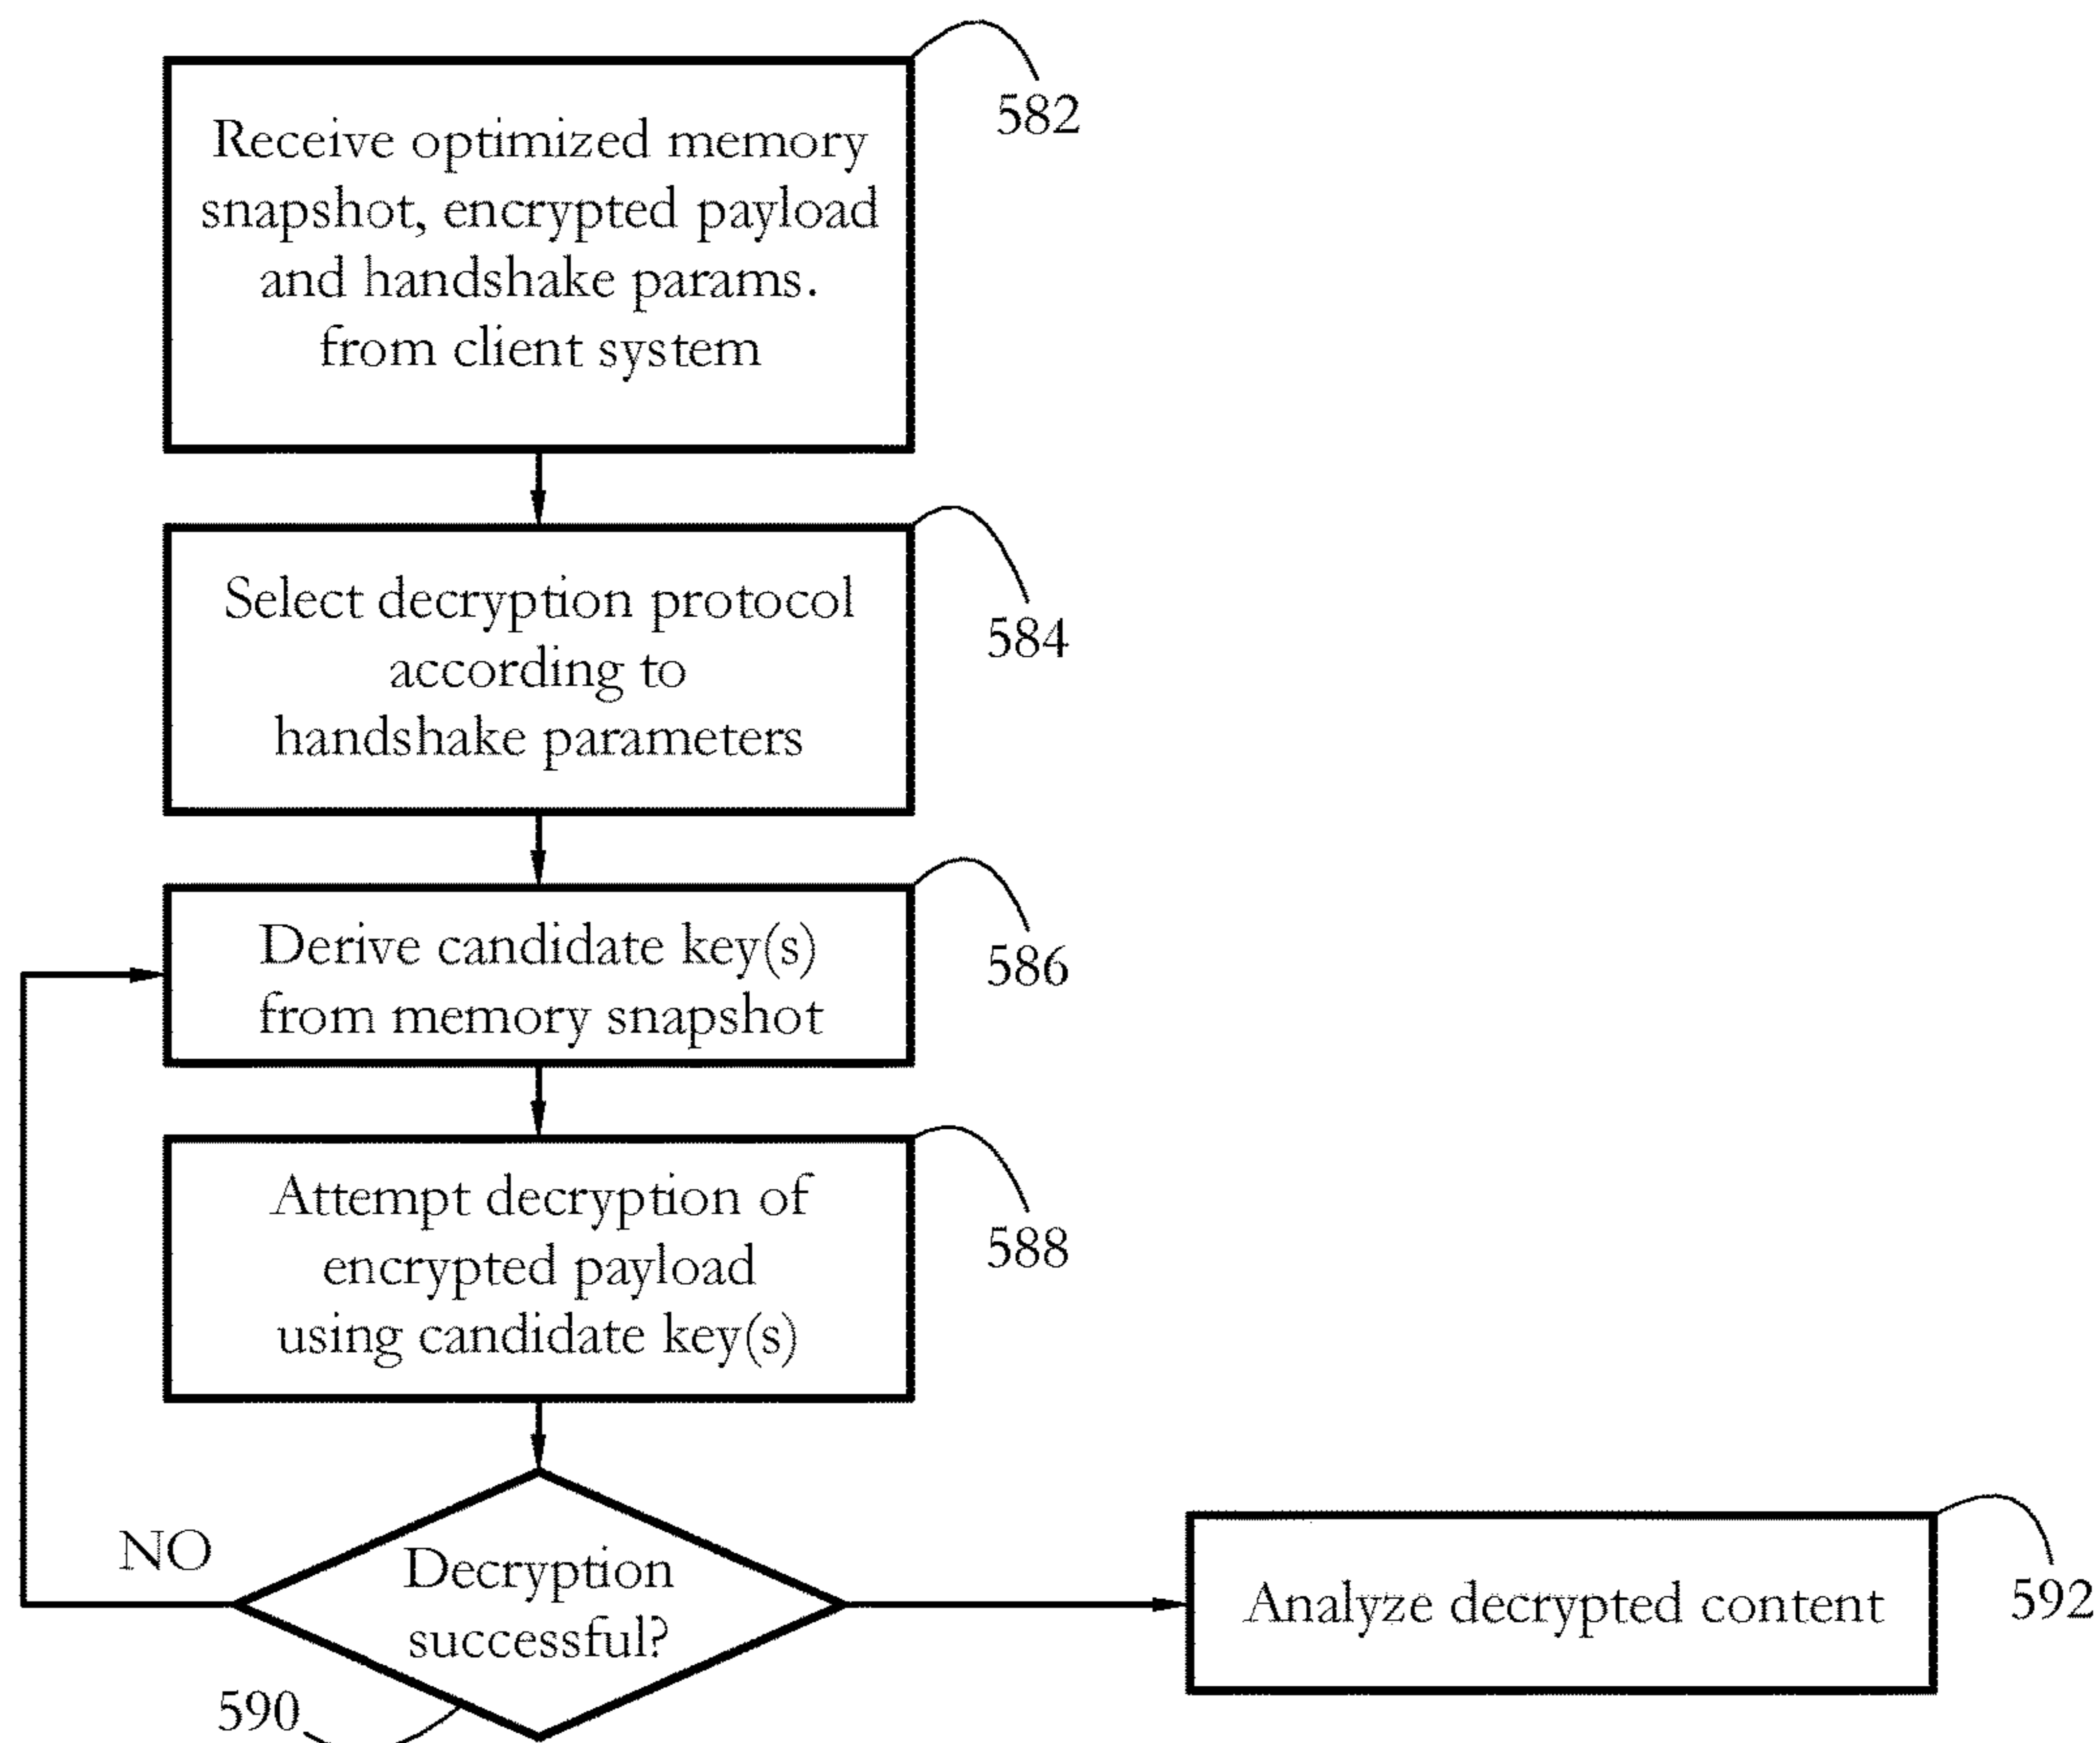 Receive optimized memory
snapshot, encrypted payload
and handshake params.
from client system
582
Select decryption protocol
according to
handshake parameters
584
Derive candidate key(s)
from memory snapshot
586
Attempt decryption of
encrypted payload
using candidate key(s)
588
NO
Decryption
successful?
590
Analyze decrypted content
592